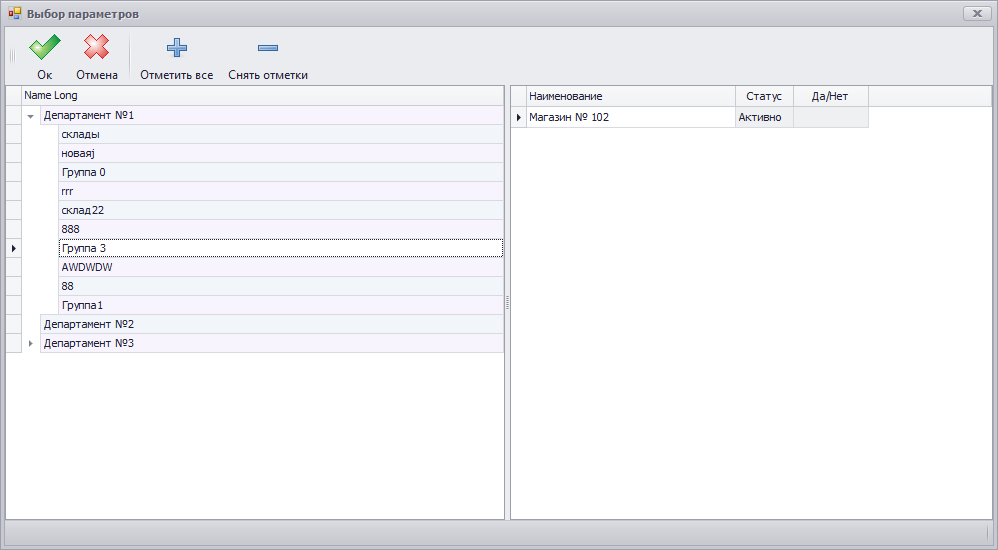 Выбор параметров
Ок Отмена Отметить все Снять отметки
Name Long
Департамент №1
склады
новаяj
Группа 0
rrr
склад22
888
Группа 3
AWDWDW
88
Группа1
Департамент №2
Департамент №3
Наименование Статус Да/Нет
Магазин № 102 Активно